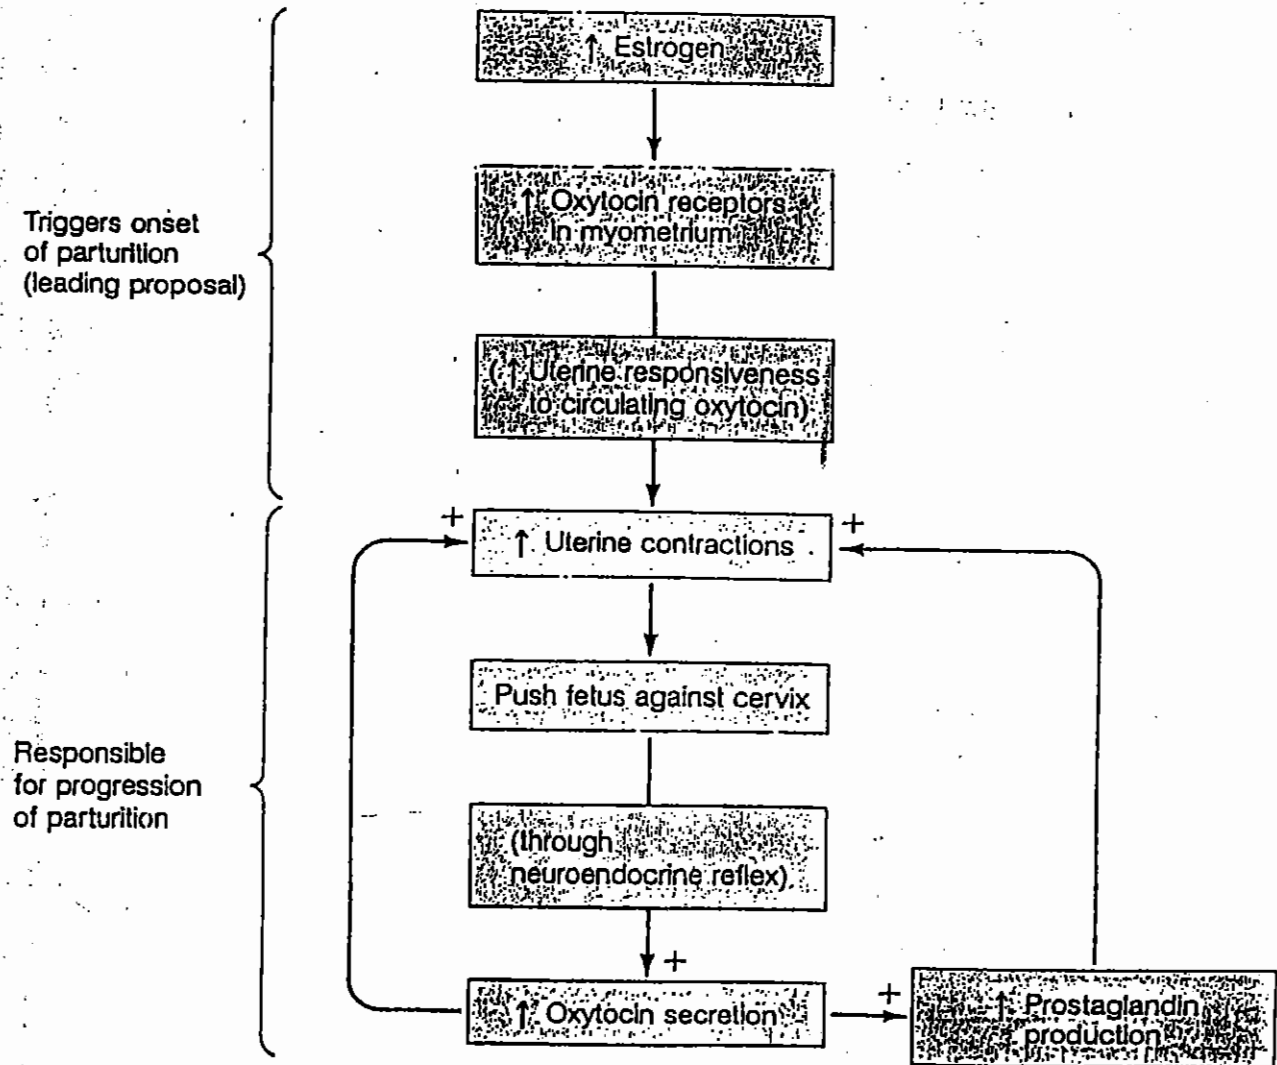 ↑ Estrogen
↑ Oxytocin receptors
in myometrium
Triggers onset
of parturition
(leading proposal)
(↑ Uterine responsiveness
to circulating oxytocin)
+
+
↑ Uterine contractions
Push fetus against cervix
Responsible
for progression
of parturition
(through
neuroendocrine reflex)
+
↑ Oxytocin secretion
+
↑ Prostaglandin
production